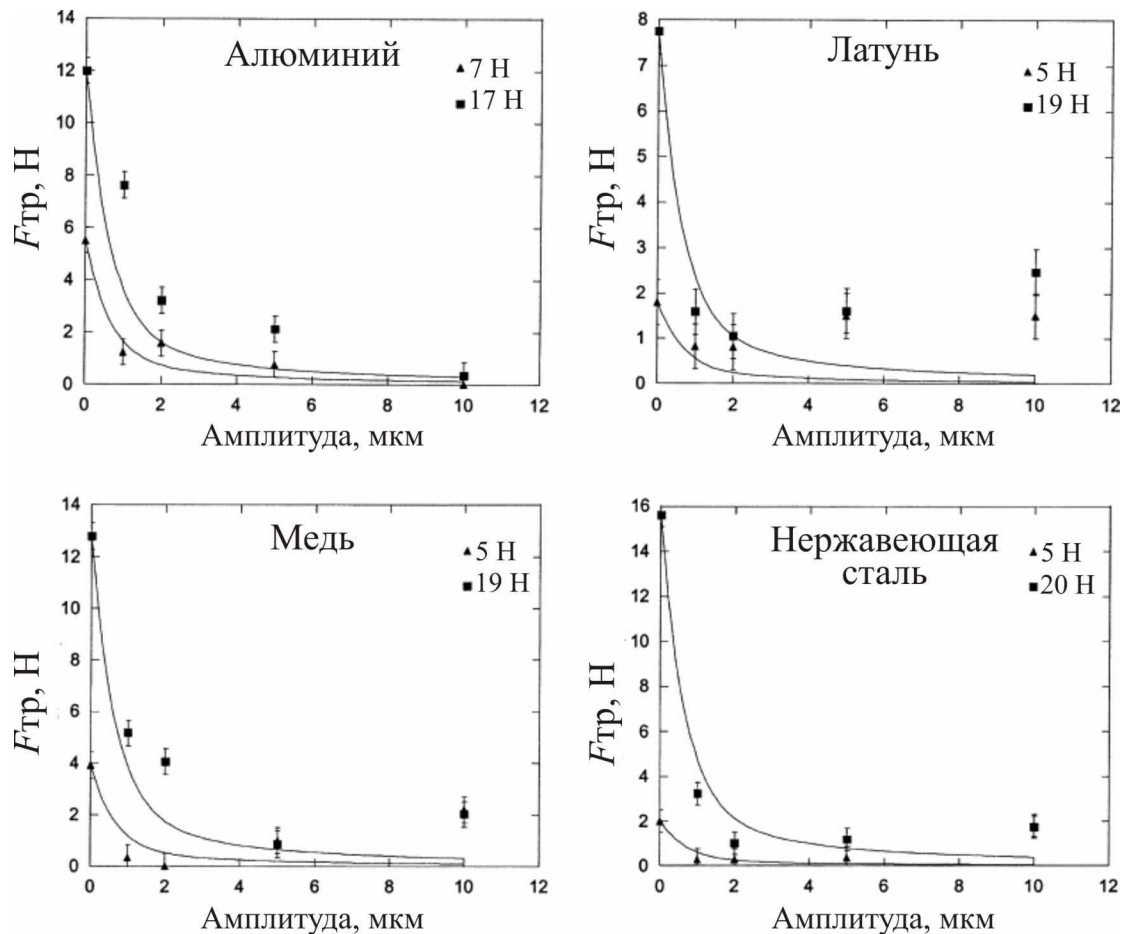 14
12
10
8
6
4
2
0
Fтр, Н
Алюминий
7 Н
17 Н
0 2 4 6 8 10 12
Амплитуда, мкм
8
7
6
5
4
3
2
1
0
Fтр, Н
Латунь
5 Н
19 Н
0 2 4 6 8 10 12
Амплитуда, мкм
14
12
10
8
6
4
2
0
Fтр, Н
Медь
5 Н
19 Н
0 2 4 6 8 10 12
Амплитуда, мкм
16
14
12
10
8
6
4
2
0
Fтр, Н
Нержавеющая
сталь
5 Н
20 Н
0 2 4 6 8 10 12
Амплитуда, мкм